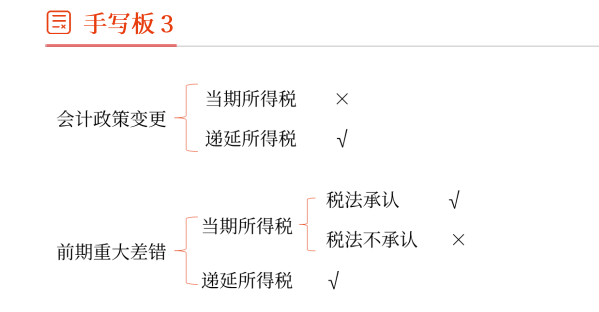 手写板 3
会计政策变更
当期所得税 ×
递延所得税 √
前期重大差错
当期所得税
税法承认 √
税法不承认 ×
递延所得税 √